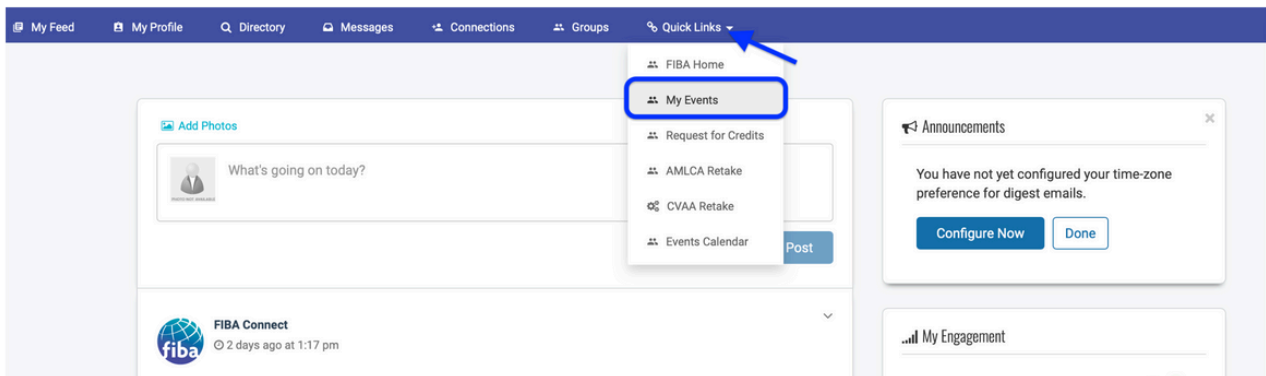 My Feed
My Profile
Directory
Messages
Connections
Groups
Quick Links
FIBA Home
My Events
Request for Credits
AMLCA Retake
CVAA Retake
Events Calendar
Add Photos
What's going on today?
PHOTO NOT AVAILABLE
Post
FIBA Connect
2 days ago at 1:17 pm
fiba
Announcements
You have not yet configured your time-zone
preference for digest emails.
Configure Now
Done
My Engagement